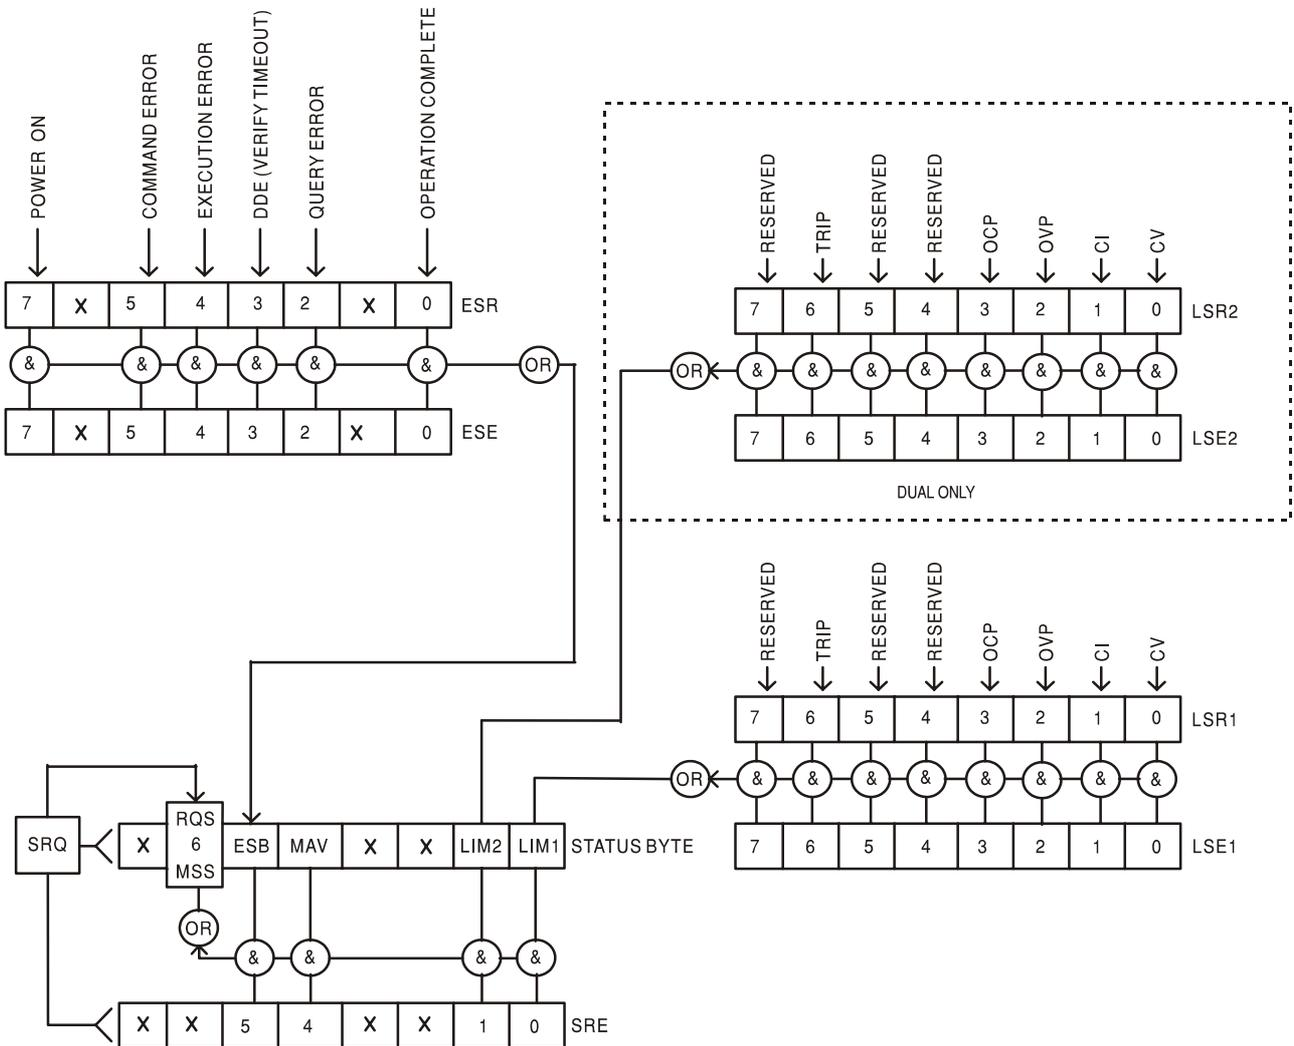 POWER ON
COMMAND ERROR
EXECUTION ERROR
DDE (VERIFY TIMEOUT)
QUERY ERROR
OPERATION COMPLETE
7 X 5 4 3 2 X 0 ESR
& & & & & & OR
7 X 5 4 3 2 X 0 ESE
RESERVED
TRIP
RESERVED
RESERVED
OCP
OVP
CI
CV
7 6 5 4 3 2 1 0 LSR2
OR & & & & & & & &
7 6 5 4 3 2 1 0 LSE2
DUAL ONLY
RESERVED
TRIP
RESERVED
RESERVED
OCP
OVP
CI
CV
7 6 5 4 3 2 1 0 LSR1
OR & & & & & & & &
7 6 5 4 3 2 1 0 LSE1
SRQ
X
RQS
6
MSS
ESB MAV X X LIM2 LIM1 STATUS BYTE
OR
& & & &
X X 5 4 X X 1 0 SRE